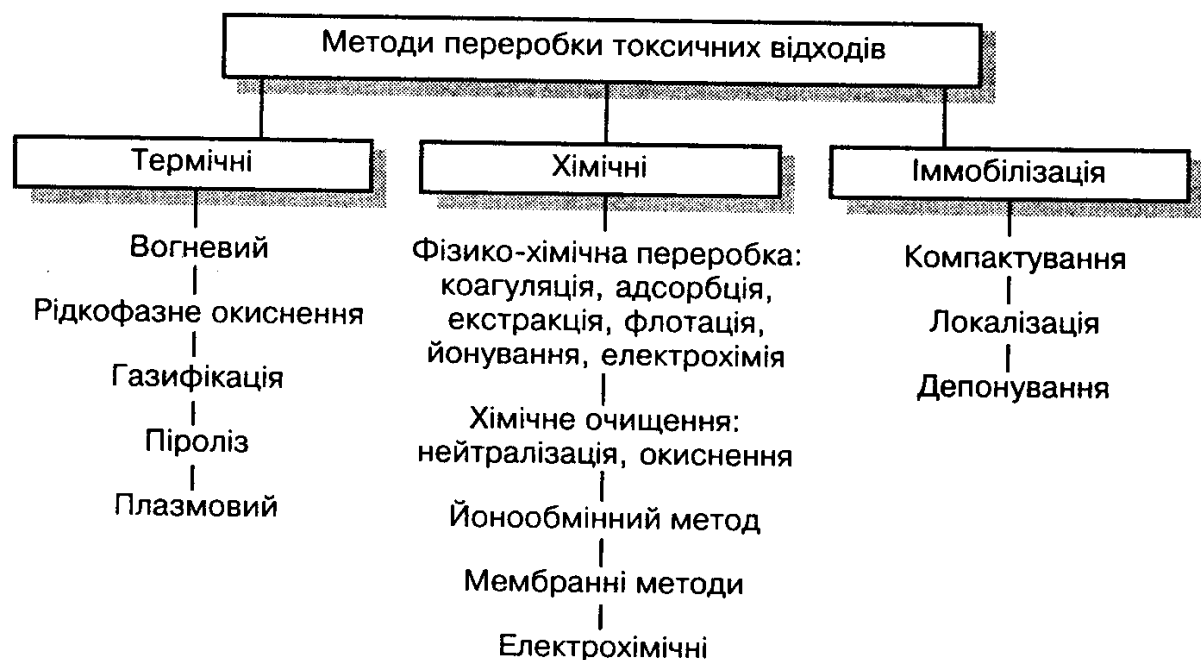 Методи переробки токсичних відходів
Термічні
Вогневий
Рідкофазне окиснення
Газифікація
Піроліз
Плазмовий
Хімічні
Фізико-хімічна переробка:
коагуляція, адсорбція,
екстракція, флотація,
йонування, електрохімія
Хімічне очищення:
нейтралізація, окиснення
Йонообмінний метод
Мембранні методи
Електрохімічні
Іммобілізація
Компактування
Локалізація
Депонування